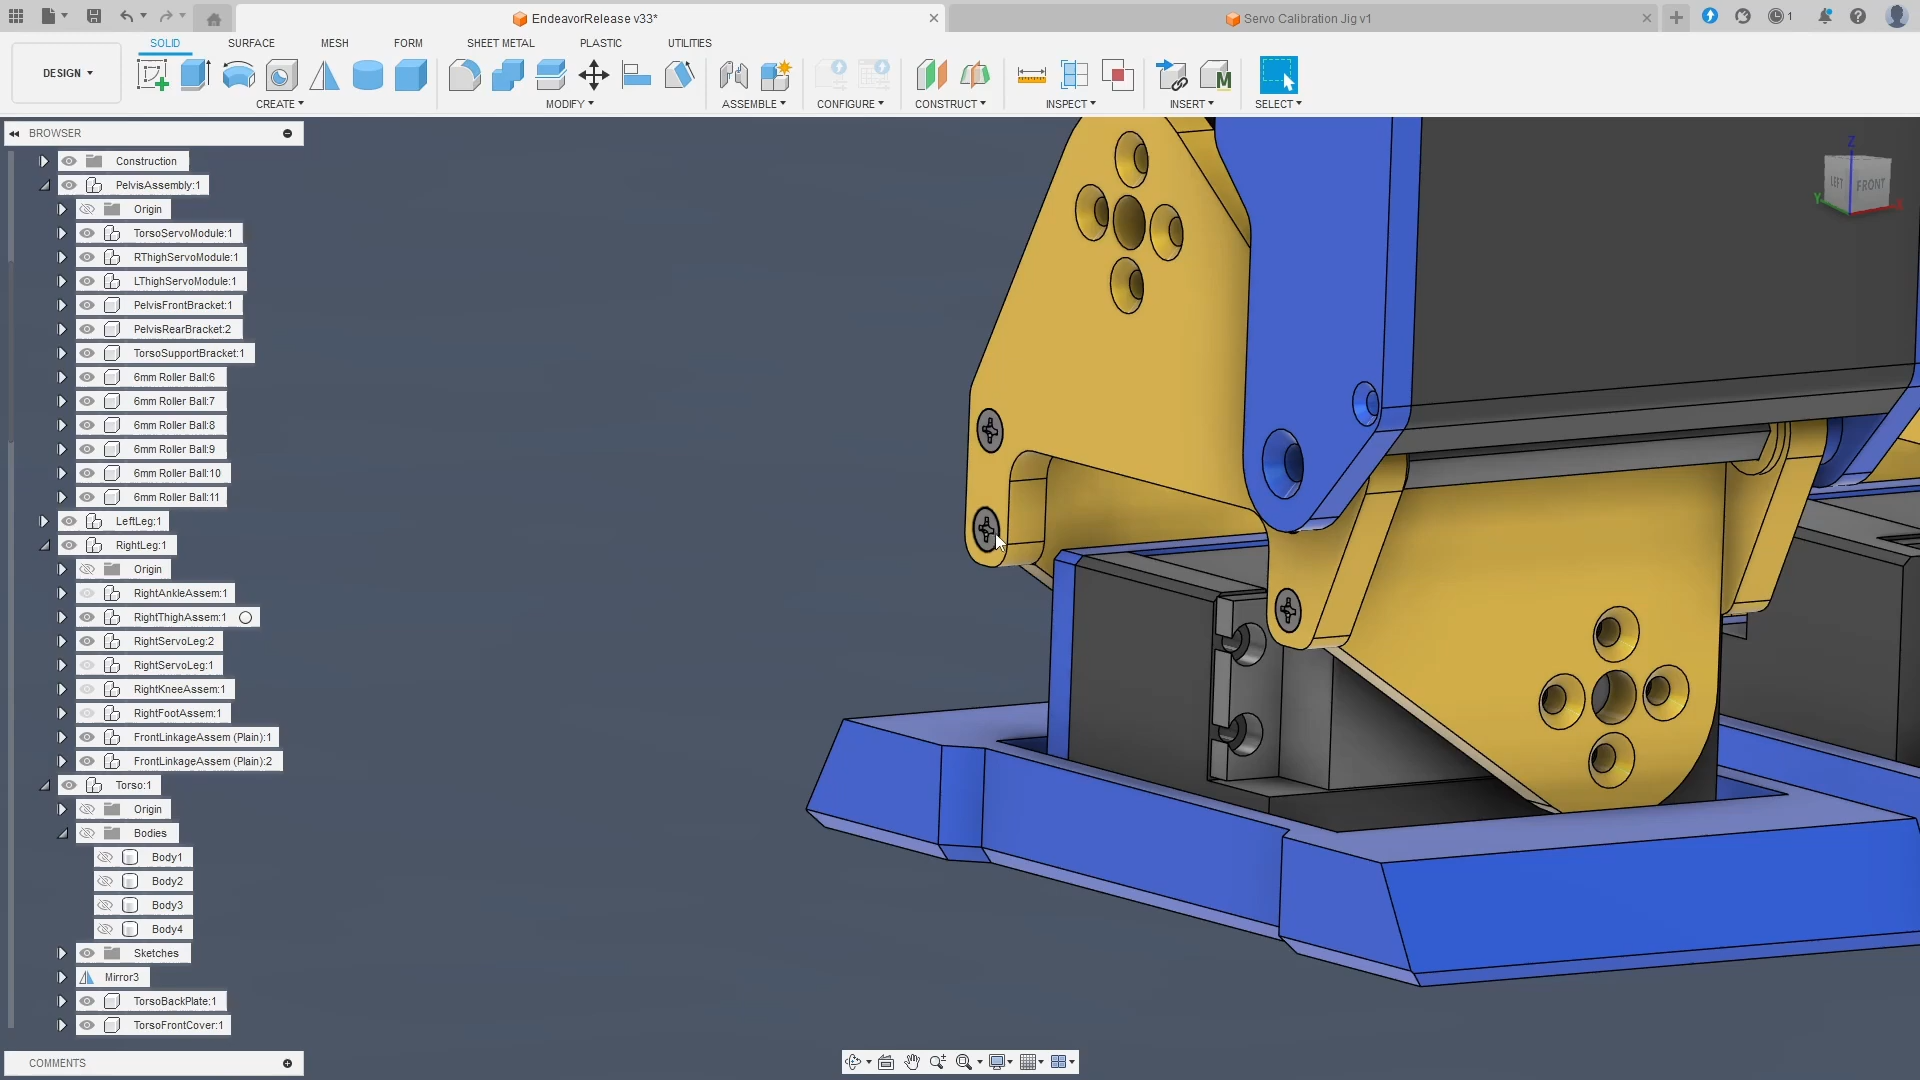 EndeavorRelease v33*
Servo Calibration Jig v1
1
DESIGN
SOLID
SURFACE
MESH
FORM
SHEET METAL
PLASTIC
UTILITIES
CREATE
MODIFY
ASSEMBLE
CONFIGURE
CONSTRUCT
INSPECT
INSERT
SELECT
BROWSER
Construction
PelvisAssembly:1
Origin
TorsoServoModule:1
RThighServoModule:1
LThighServoModule:1
PelvisFrontBracket:1
PelvisRearBracket:2
TorsoSupportBracket:1
6mm Roller Ball:6
6mm Roller Ball:7
6mm Roller Ball:8
6mm Roller Ball:9
6mm Roller Ball:10
6mm Roller Ball:11
LeftLeg:1
RightLeg:1
Origin
RightAnkleAssem:1
RightThighAssem:1
RightServoLeg:2
RightServoLeg:1
RightKneeAssem:1
RightFootAssem:1
FrontLinkageAssem (Plain):1
FrontLinkageAssem (Plain):2
Torso:1
Origin
Bodies
Body1
Body2
Body3
Body4
Sketches
Mirror3
TorsoBackPlate:1
TorsoFrontCover:1
COMMENTS
Z
LEFT
FRONT
Y